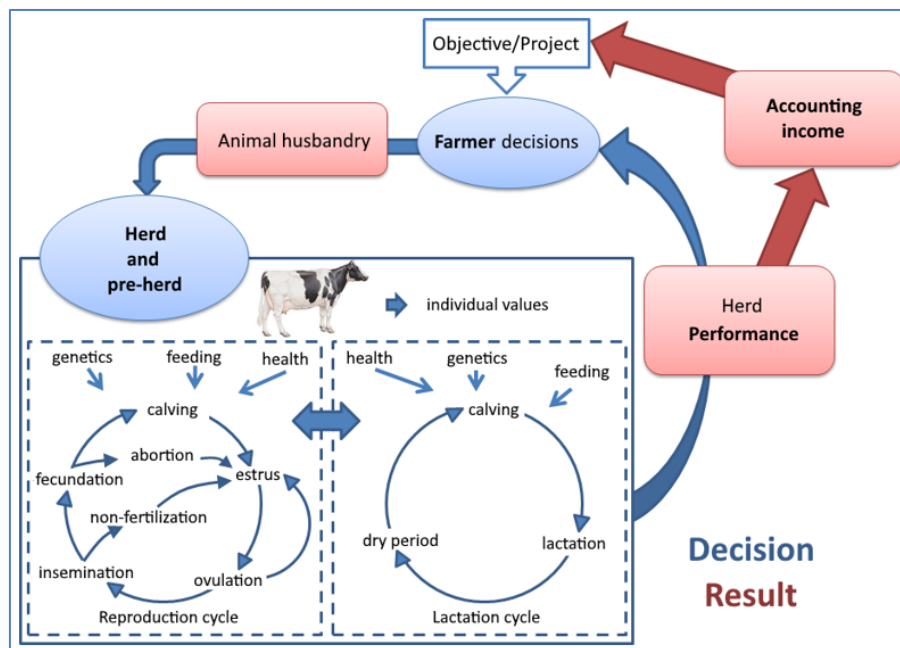 Objective/Project
Accounting
income
Animal husbandry
Farmer decisions
Herd
and
pre-herd
individual values
Herd
Performance
genetics
feeding
health
calving
abortion
fecundation
estrus
non-fertilization
insemination
ovulation
Reproduction cycle
health
genetics
feeding
calving
dry period
lactation
Lactation cycle
Decision
Result